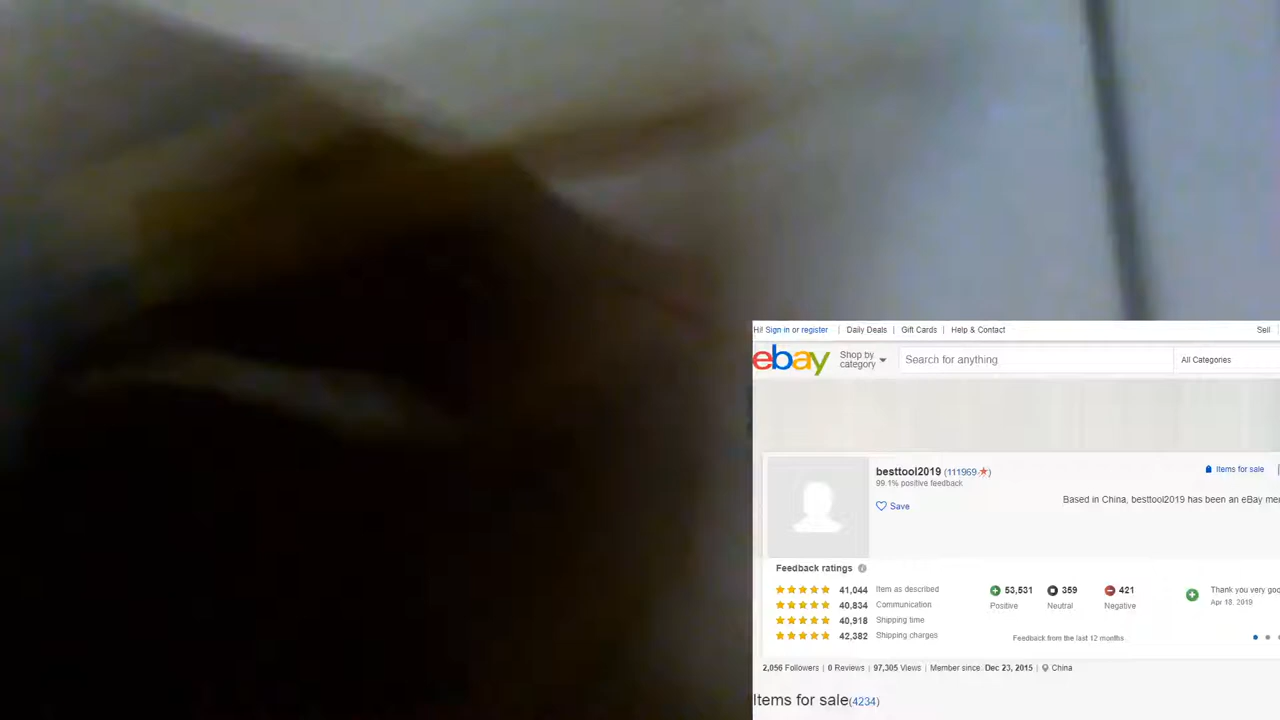 Hi! Sign in or register | Daily Deals | Gift Cards | Help & Contact Sell
ebay Shop by category Search for anything All Categories
besttool2019 (111969)
99.1% positive feedback
Items for sale
Save
Based in China, besttool2019 has been an eBay me
Feedback ratings
41,044 Item as described
40,834 Communication
40,918 Shipping time
42,382 Shipping charges
53,531 Positive
359 Neutral
421 Negative
Feedback from the last 12 months
Thank you very goo
Apr 18, 2019
2,056 Followers | 0 Reviews | 97,305 Views | Member since Dec 23, 2015 | China
Items for sale(4234)